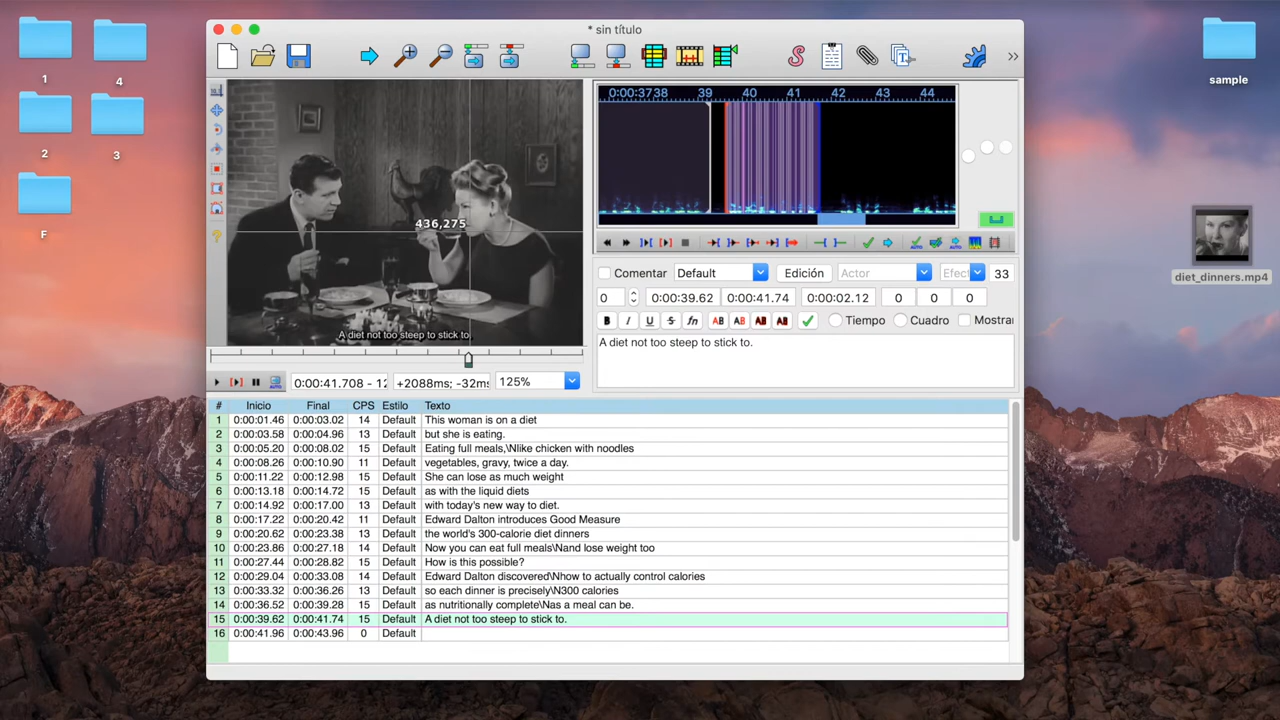 * sin título
1
4
2
3
F
sample
diet_dinners.mp4
436,275
A diet not too steep to stick to.
0:00:37 38 39 40 41 42 43 44
Comentar Default Edición Actor Efect 33
0 0:00:39.62 0:00:41.74 0:00:02.12 0 0 0
B I U S fn AB AB AB AB Tiempo Cuadro Mostrar
A diet not too steep to stick to.
0:00:41.708 - 12 +2088ms; -32ms 125%
# Inicio Final CPS Estilo Texto
1 0:00:01.46 0:00:03.02 14 Default This woman is on a diet
2 0:00:03.58 0:00:04.96 13 Default but she is eating.
3 0:00:05.20 0:00:08.02 15 Default Eating full meals,\Nlike chicken with noodles
4 0:00:08.26 0:00:10.90 11 Default vegetables, gravy, twice a day.
5 0:00:11.22 0:00:12.98 15 Default She can lose as much weight
6 0:00:13.18 0:00:14.72 15 Default as with the liquid diets
7 0:00:14.92 0:00:17.00 13 Default with today's new way to diet.
8 0:00:17.22 0:00:20.42 11 Default Edward Dalton introduces Good Measure
9 0:00:20.62 0:00:23.38 13 Default the world's 300-calorie diet dinners
10 0:00:23.86 0:00:27.18 14 Default Now you can eat full meals\Nand lose weight too
11 0:00:27.44 0:00:28.82 15 Default How is this possible?
12 0:00:29.04 0:00:33.08 14 Default Edward Dalton discovered\Nhow to actually control calories
13 0:00:33.32 0:00:36.26 13 Default so each dinner is precisely\N300 calories
14 0:00:36.52 0:00:39.28 15 Default as nutritionally complete\Nas a meal can be.
15 0:00:39.62 0:00:41.74 15 Default A diet not too steep to stick to.
16 0:00:41.96 0:00:43.96 0 Default